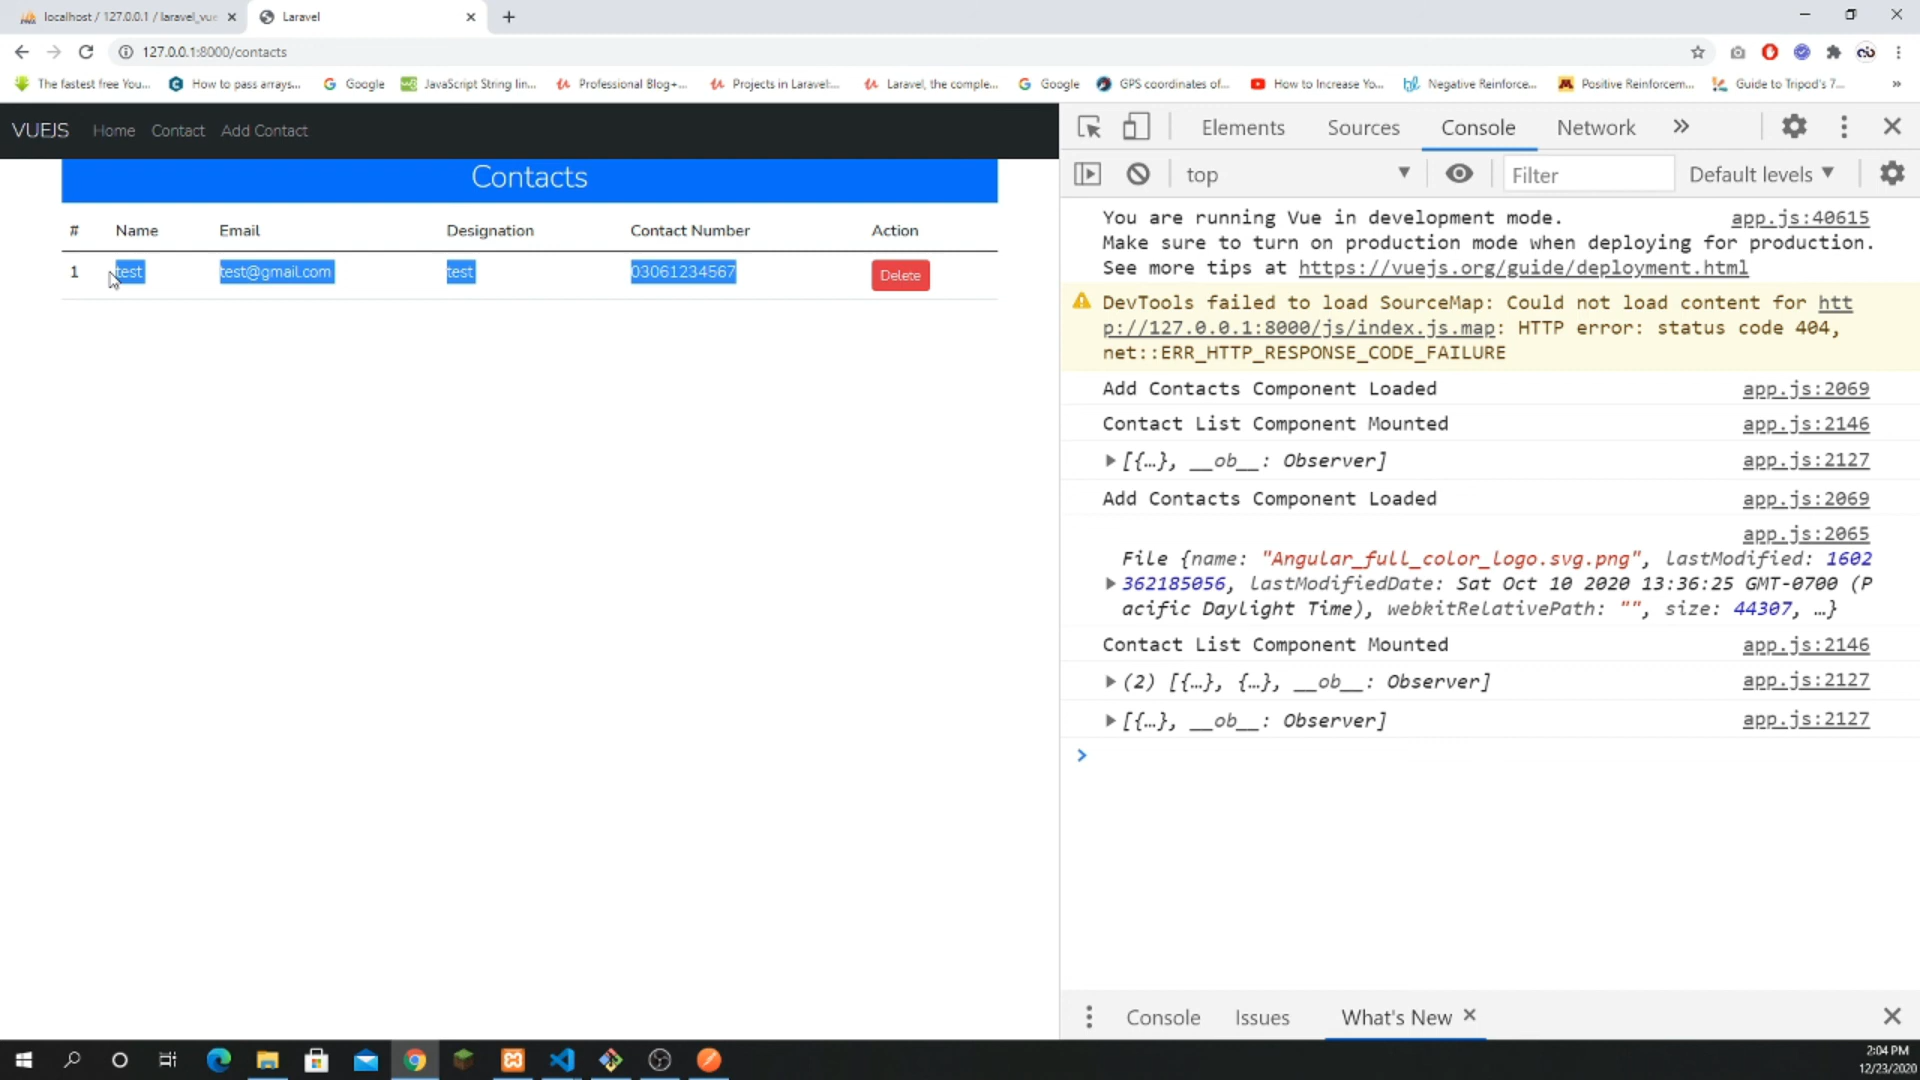 localhost / 127.0.0.1 / laravel_vue
Laravel
127.0.0.1:8000/contacts
The fastest free You...
How to pass arrays...
Google
JavaScript String lin...
Professional Blog+...
Projects in Laravel:...
Laravel, the comple...
Google
GPS coordinates of...
How to Increase Yo...
Negative Reinforce...
Positive Reinforcem...
Guide to Tripod's 7...
»
VUEJS Home Contact Add Contact
Contacts
# Name Email Designation Contact Number Action
1 test test@gmail.com test 03061234567 Delete
Elements Sources Console Network »
top Filter Default levels
You are running Vue in development mode. app.js:40615
Make sure to turn on production mode when deploying for production.
See more tips at https://vuejs.org/guide/deployment.html
DevTools failed to load SourceMap: Could not load content for htt
p://127.0.0.1:8000/js/index.js.map: HTTP error: status code 404,
net::ERR_HTTP_RESPONSE_CODE_FAILURE
Add Contacts Component Loaded app.js:2069
Contact List Component Mounted app.js:2146
[{…}, __ob__: Observer] app.js:2127
Add Contacts Component Loaded app.js:2069
app.js:2065
File {name: "Angular_full_color_logo.svg.png", lastModified: 1602
362185056, lastModifiedDate: Sat Oct 10 2020 13:36:25 GMT-0700 (P
acific Daylight Time), webkitRelativePath: "", size: 44307, …}
Contact List Component Mounted app.js:2146
(2) [{…}, {…}, __ob__: Observer] app.js:2127
[{…}, __ob__: Observer] app.js:2127
Console Issues What's New
2:04 PM
12/23/2020